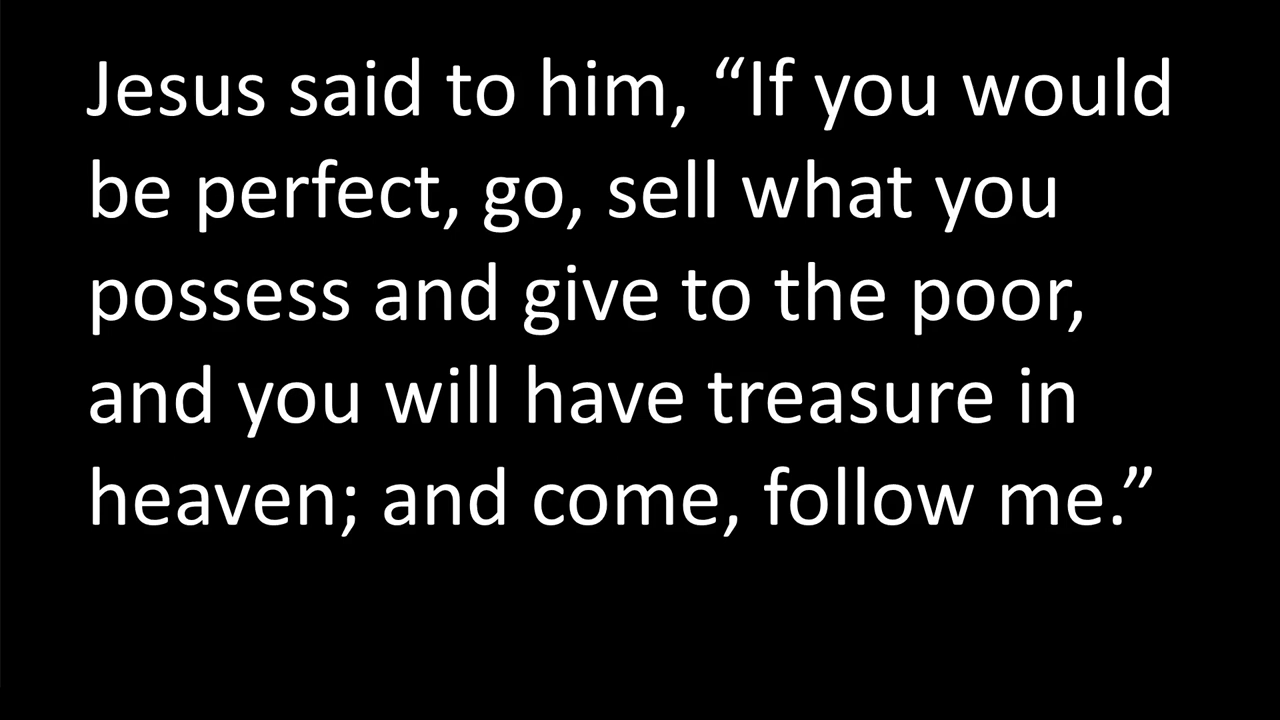 Jesus said to him, “If you would
be perfect, go, sell what you
possess and give to the poor,
and you will have treasure in
heaven; and come, follow me.”